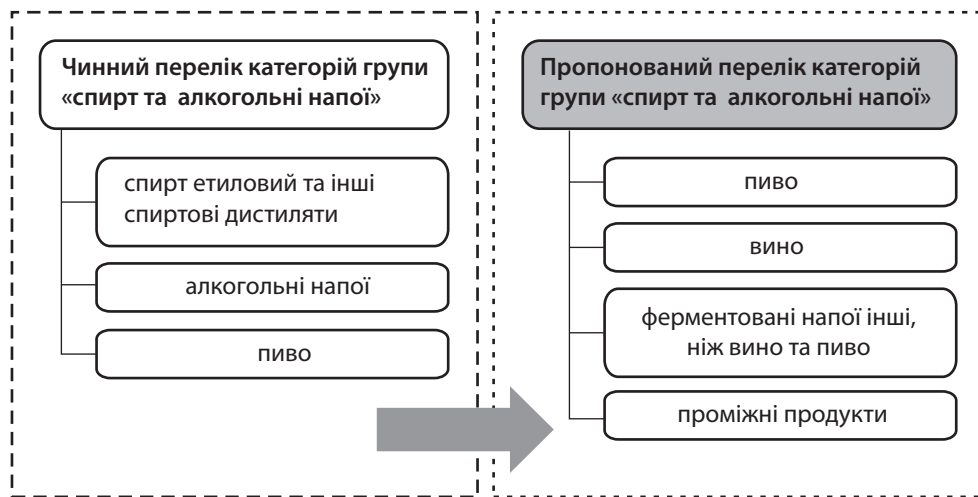 Чинний перелік категорій групи
«спирт та алкогольні напої»
спирт етиловий та інші
спиртові дистиляти
алкогольні напої
пиво
Пропонований перелік категорій
групи «спирт та алкогольні напої»
пиво
вино
ферментовані напої інші,
ніж вино та пиво
проміжні продукти